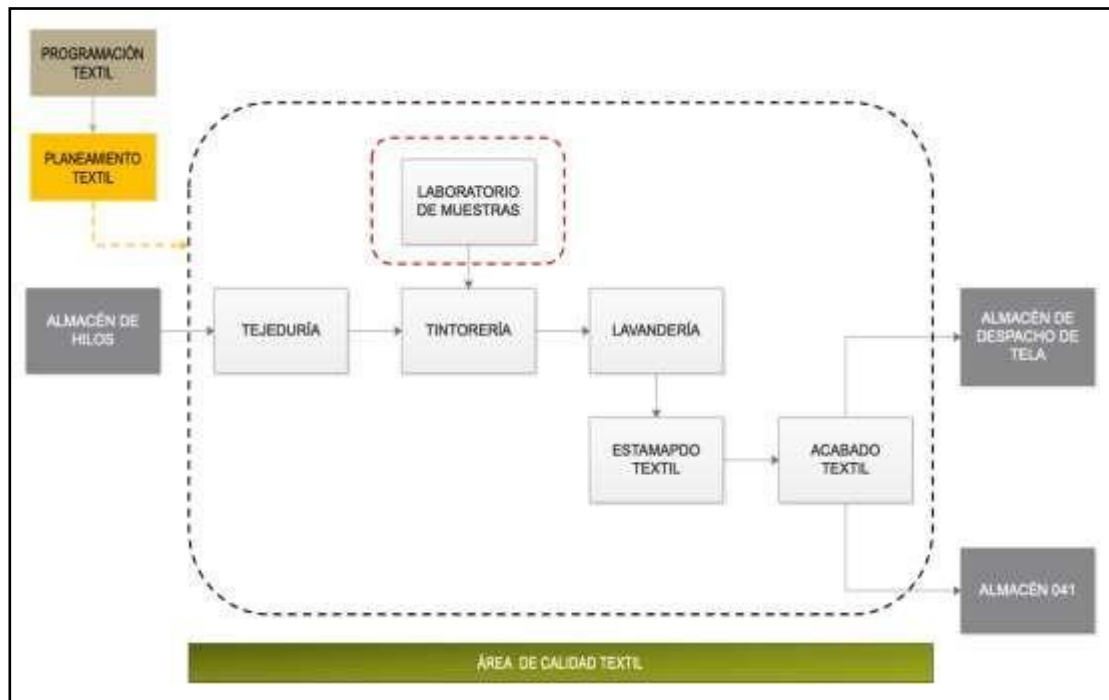 PROGRAMACIÓN
TEXTIL
PLANEAMIENTO
TEXTIL
LABORATORIO
DE MUESTRAS
ALMACÉN DE
HILOS
TEJEDURÍA
TINTORERÍA
LAVANDERÍA
ALMACÉN DE
DESPACHO DE
TELA
ESTAMAPDO
TEXTIL
ACABADO
TEXTIL
ALMACÉN 041
ÁREA DE CALIDAD TEXTIL